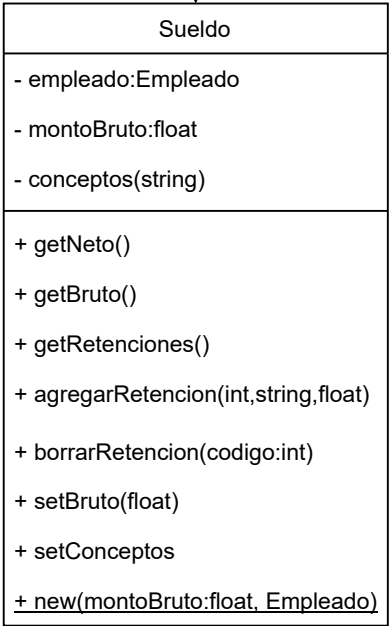 Sueldo
- empleado:Empleado
- montoBruto:float
- conceptos(string)
+ getNeto()
+ getBruto()
+ getRetenciones()
+ agregarRetencion(int,string,float)
+ borrarRetencion(codigo:int)
+ setBruto(float)
+ setConceptos
+ new(montoBruto:float, Empleado)